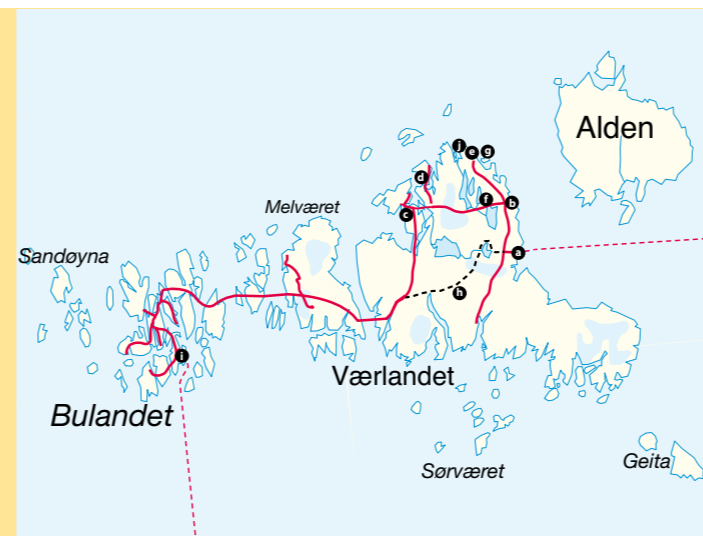 Alden
j
e
g
d
f
b
c
Melværet
Sandøyna
a
h
i
Værlandet
Bulandet
Sørværet
Geita